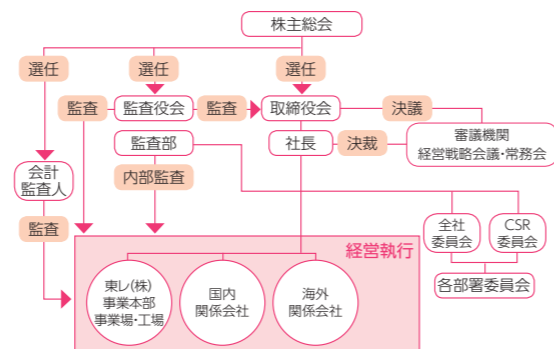 株主総会
選任
選任
選任
監査
監査役会
監査
取締役会
決議
監査部
社長
決裁
審議機関
経営戦略会議・常務会
会計
監査人
内部監査
監査
全社
委員会
CSR
委員会
経営執行
各部署委員会
東レ(株)
事業本部
事業場・工場
国内
関係会社
海外
関係会社